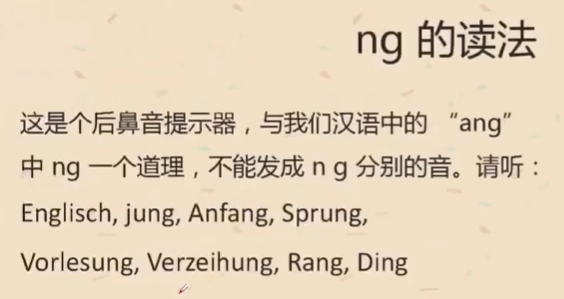 ng 的读法
这是个后鼻音提示器，与我们汉语中的 “ang”
中 ng 一个道理，不能发成 n g 分别的音。请听：
Englisch, jung, Anfang, Sprung,
Vorlesung, Verzeihung, Rang, Ding